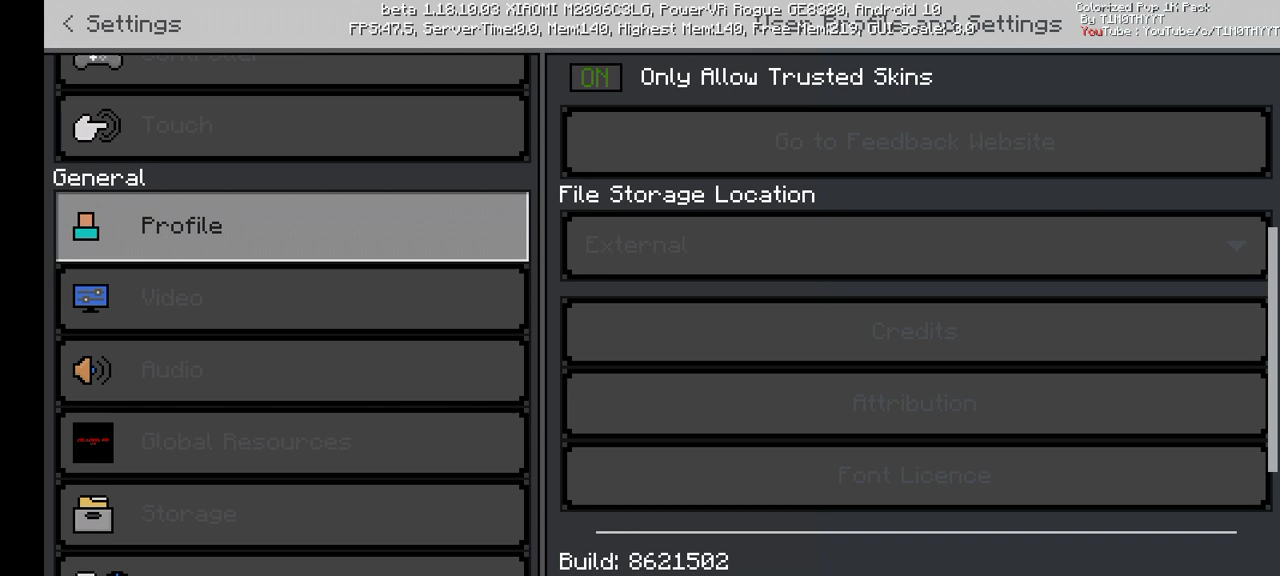 Settings
beta 1.18.10.03 XIAOMI M2006C3LG, PowerVR Rogue GE8320, Android 10
FPS:47.5, ServerTime:0.0, Mem:140, Highest Mem:140, Free Mem:219, GUI Scale: 3.0
User Profile and Settings
Colorized Pvp 1K Pack
By T1M0THYYT
YouTube : YouTube/c/T1M0THYYT
Controller
Touch
General
Profile
Video
Audio
Global Resources
Storage
ON Only Allow Trusted Skins
Go to Feedback Website
File Storage Location
External
Credits
Attribution
Font Licence
Build: 8621502